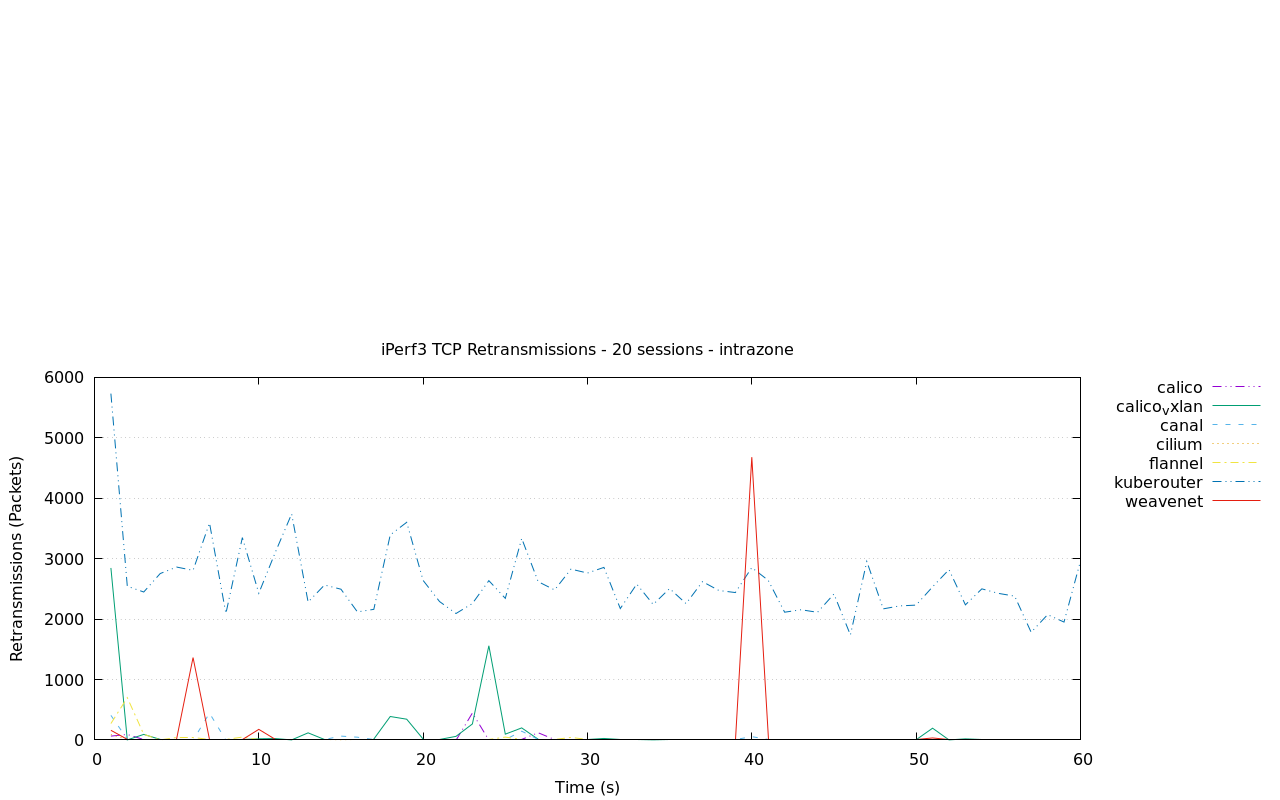 iPerf3 TCP Retransmissions - 20 sessions - intrazone
6000
5000
4000
3000
2000
1000
0
Retransmissions (Packets)
0 10 20 30 40 50 60
Time (s)
calico
calicovxlan
canal
cilium
flannel
kuberouter
weavenet